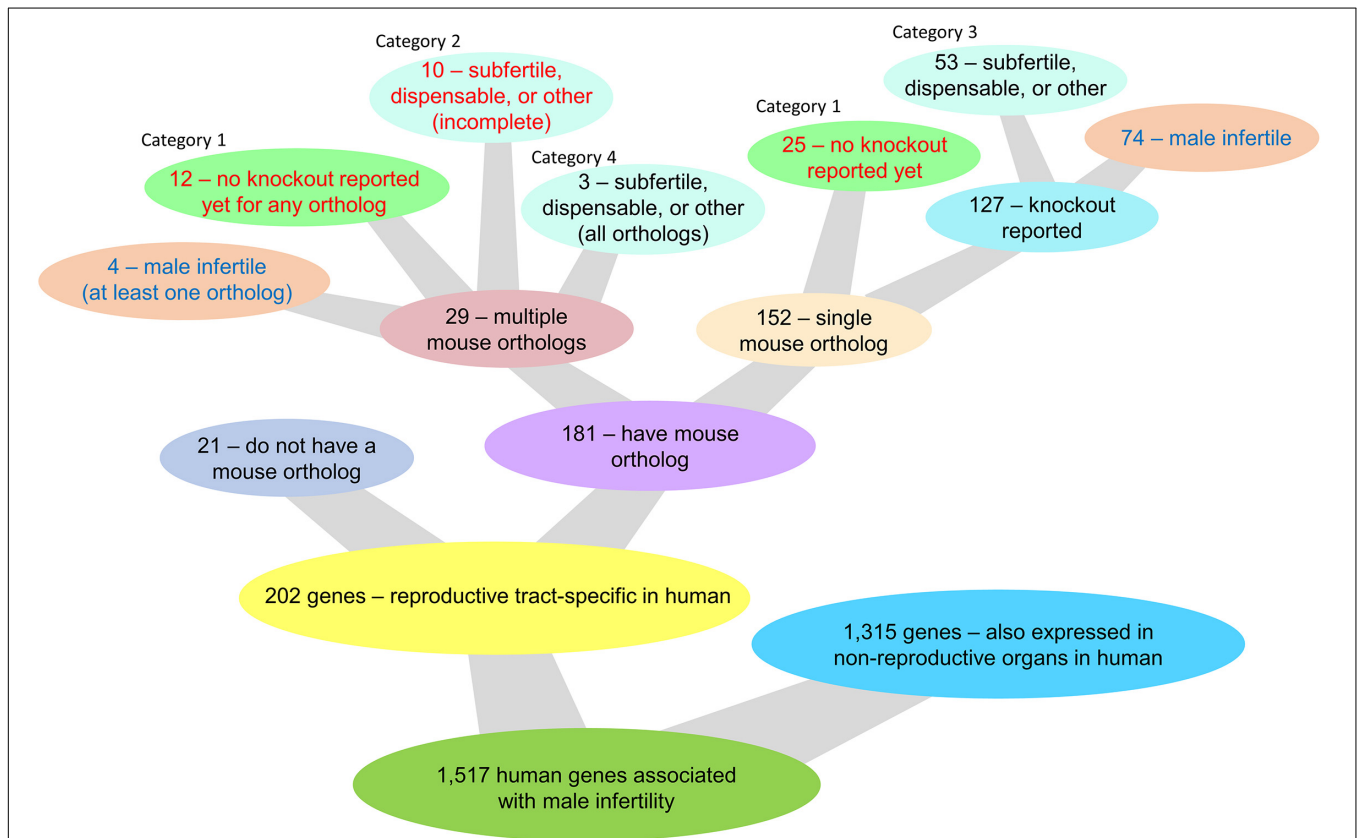 Category 2
10 – subfertile,
dispensable, or other
(incomplete)
Category 3
53 – subfertile,
dispensable, or other
Category 1
12 – no knockout reported
yet for any ortholog
Category 4
3 – subfertile,
dispensable, or other
(all orthologs)
Category 1
25 – no knockout
reported yet
74 – male infertile
127 – knockout
reported
4 – male infertile
(at least one ortholog)
29 – multiple
mouse orthologs
152 – single
mouse ortholog
21 – do not have a
mouse ortholog
181 – have mouse
ortholog
202 genes – reproductive tract-specific in human
1,315 genes – also expressed in
non-reproductive organs in human
1,517 human genes associated
with male infertility